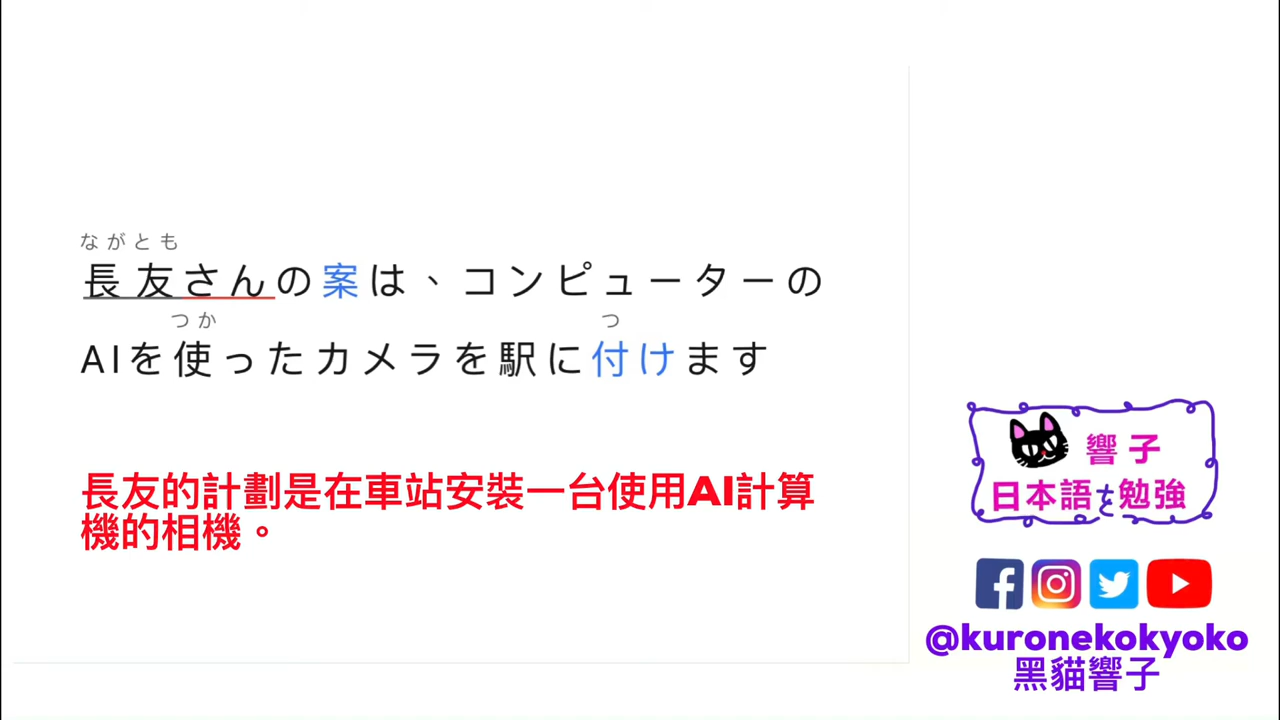 ながとも
長友さんの案は、コンピューターの
つか つ
AIを使ったカメラを駅に付けます
長友的計劃是在車站安裝一台使用AI計算
機的相機。
響子
日本語を勉強
@kuronekokyoko
黑貓響子